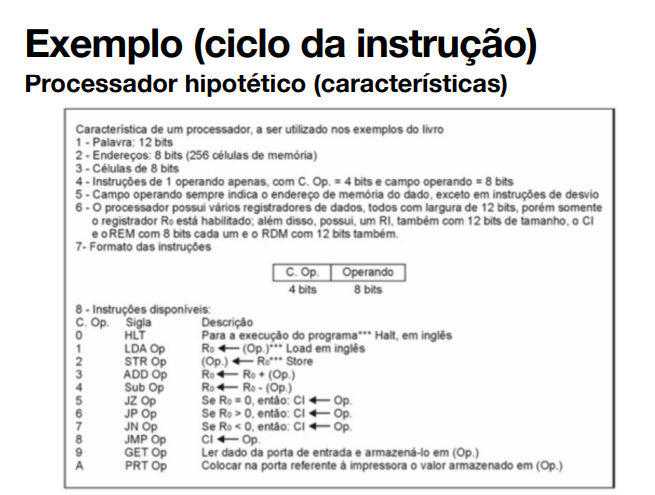 Exemplo (ciclo da instrução)
Processador hipotético (características)
Característica de um processador, a ser utilizado nos exemplos do livro
1 - Palavra: 12 bits
2 - Endereços: 8 bits (256 células de memória)
3 - Células de 8 bits
4 - Instruções de 1 operando apenas, com C. Op. = 4 bits e campo operando = 8 bits
5 - Campo operando sempre indica o endereço de memória do dado, exceto em instruções de desvio
6 - O processador possui vários registradores de dados, todos com largura de 12 bits, porém somente
o registrador R₀ está habilitado; além disso, possui, um RI, também com 12 bits de tamanho, o CI
e o REM com 8 bits cada um e o RDM com 12 bits também.
7- Formato das instruções
C. Op. Operando
4 bits 8 bits
8 - Instruções disponíveis:
C. Op. Sigla Descrição
0 HLT Para a execução do programa*** Halt, em inglês
1 LDA Op R₀ ← (Op.)*** Load em inglês
2 STR Op (Op.) ← R₀*** Store
3 ADD Op R₀ ← R₀ + (Op.)
4 Sub Op R₀ ← R₀ - (Op.)
5 JZ Op Se R₀ = 0, então: CI ← Op.
6 JP Op Se R₀ > 0, então: CI ← Op.
7 JN Op Se R₀ < 0, então: CI ← Op.
8 JMP Op CI ← Op.
9 GET Op Ler dado da porta de entrada e armazená-lo em (Op.)
A PRT Op Colocar na porta referente à impressora o valor armazenado em (Op.)